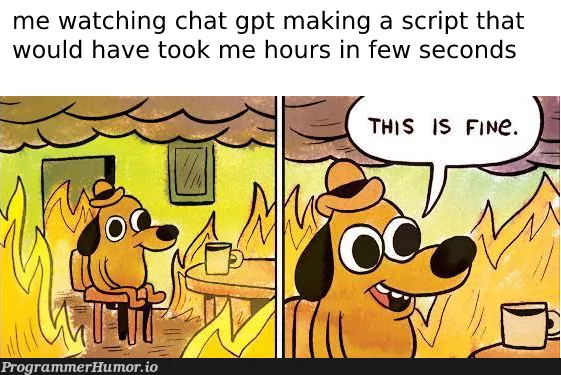 me watching chat gpt making a script that
would have took me hours in few seconds
THIS IS FINE.
ProgrammerHumor.io